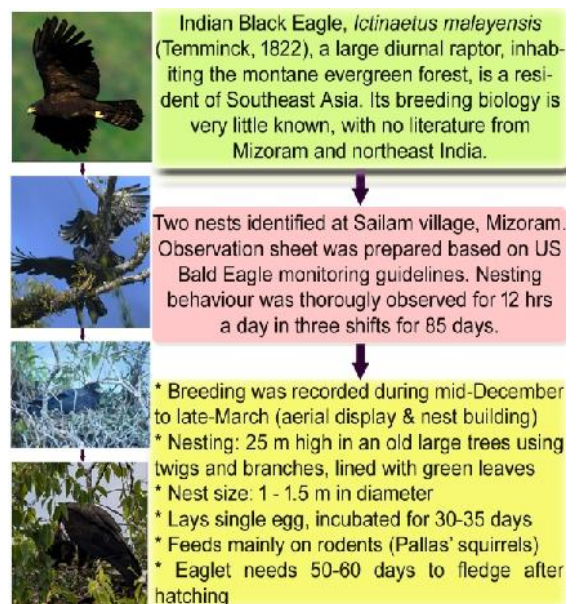 Indian Black Eagle, Ictinaetus malayensis
(Temminck, 1822), a large diurnal raptor, inhab-
iting the montane evergreen forest, is a resi-
dent of Southeast Asia. Its breeding biology is
very little known, with no literature from
Mizoram and northeast India.
Two nests identified at Sailam village, Mizoram.
Observation sheet was prepared based on US
Bald Eagle monitoring guidelines. Nesting
behaviour was thorougly observed for 12 hrs
a day in three shifts for 85 days.
* Breeding was recorded during mid-December
to late-March (aerial display & nest building)
* Nesting: 25 m high in an old large trees using
twigs and branches, lined with green leaves
* Nest size: 1 - 1.5 m in diameter
* Lays single egg, incubated for 30-35 days
* Feeds mainly on rodents (Pallas' squirrels)
* Eaglet needs 50-60 days to fledge after
hatching